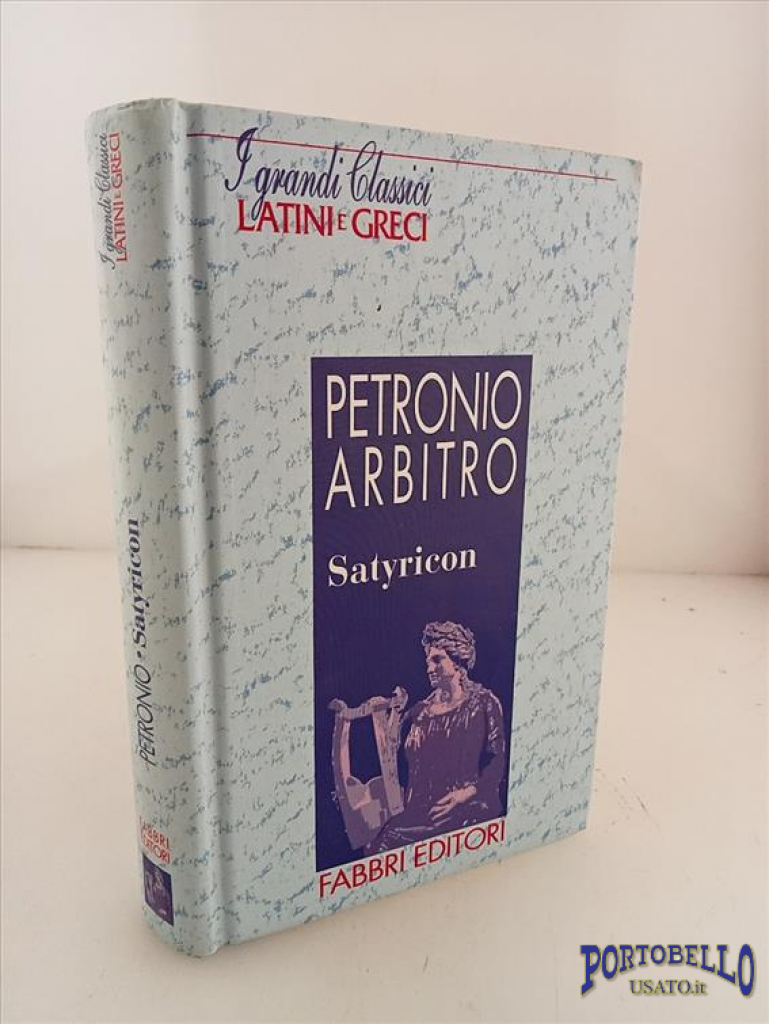 I grandi Classici
LATINI E GRECI
PETRONIO
ARBITRO
Satyricon
FABBRI EDITORI
I grandi Classici
LATINI E GRECI
PETRONIO • Satyricon
FABBRI
EDITORI
PORTOBELLO
USATO.it